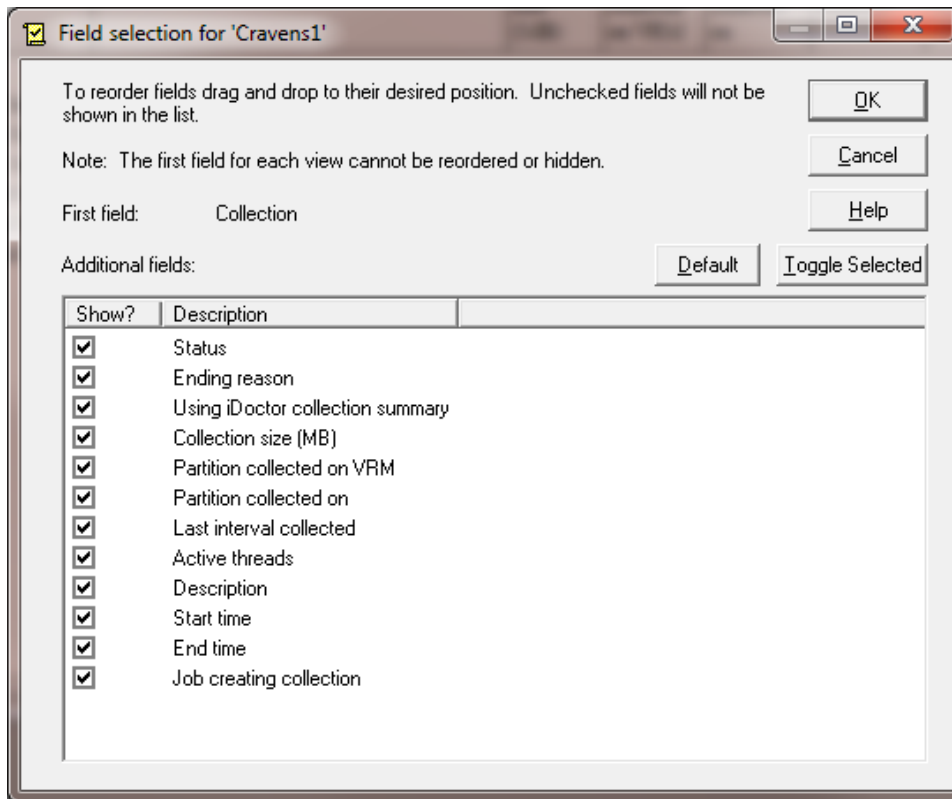 Field selection for 'Cravens1'
To reorder fields drag and drop to their desired position.  Unchecked fields will not be
shown in the list.
OK
Note:  The first field for each view cannot be reordered or hidden.
Cancel
First field:
Collection
Help
Additional fields:
Default
Toggle Selected
Show?
Description
Status
Ending reason
Using iDoctor collection summary
Collection size (MB)
Partition collected on VRM
Partition collected on
Last interval collected
Active threads
Description
Start time
End time
Job creating collection